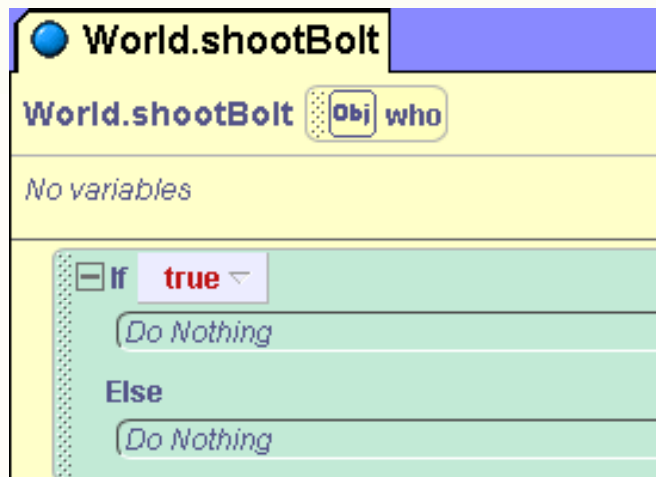 World.shootBolt
World.shootBolt Obj who
No variables
If true
Do Nothing
Else
Do Nothing